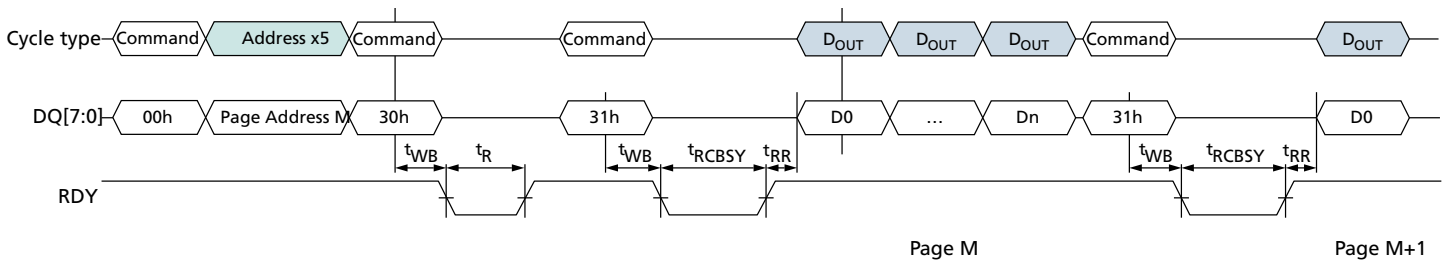 Cycle type Command Address x5 Command Command DOUT DOUT DOUT Command DOUT
DQ[7:0] 00h Page Address M 30h 31h D0 … Dn 31h D0
tWB tR tWB tRCBSY tRR tWB tRCBSY tRR
RDY
Page M Page M+1